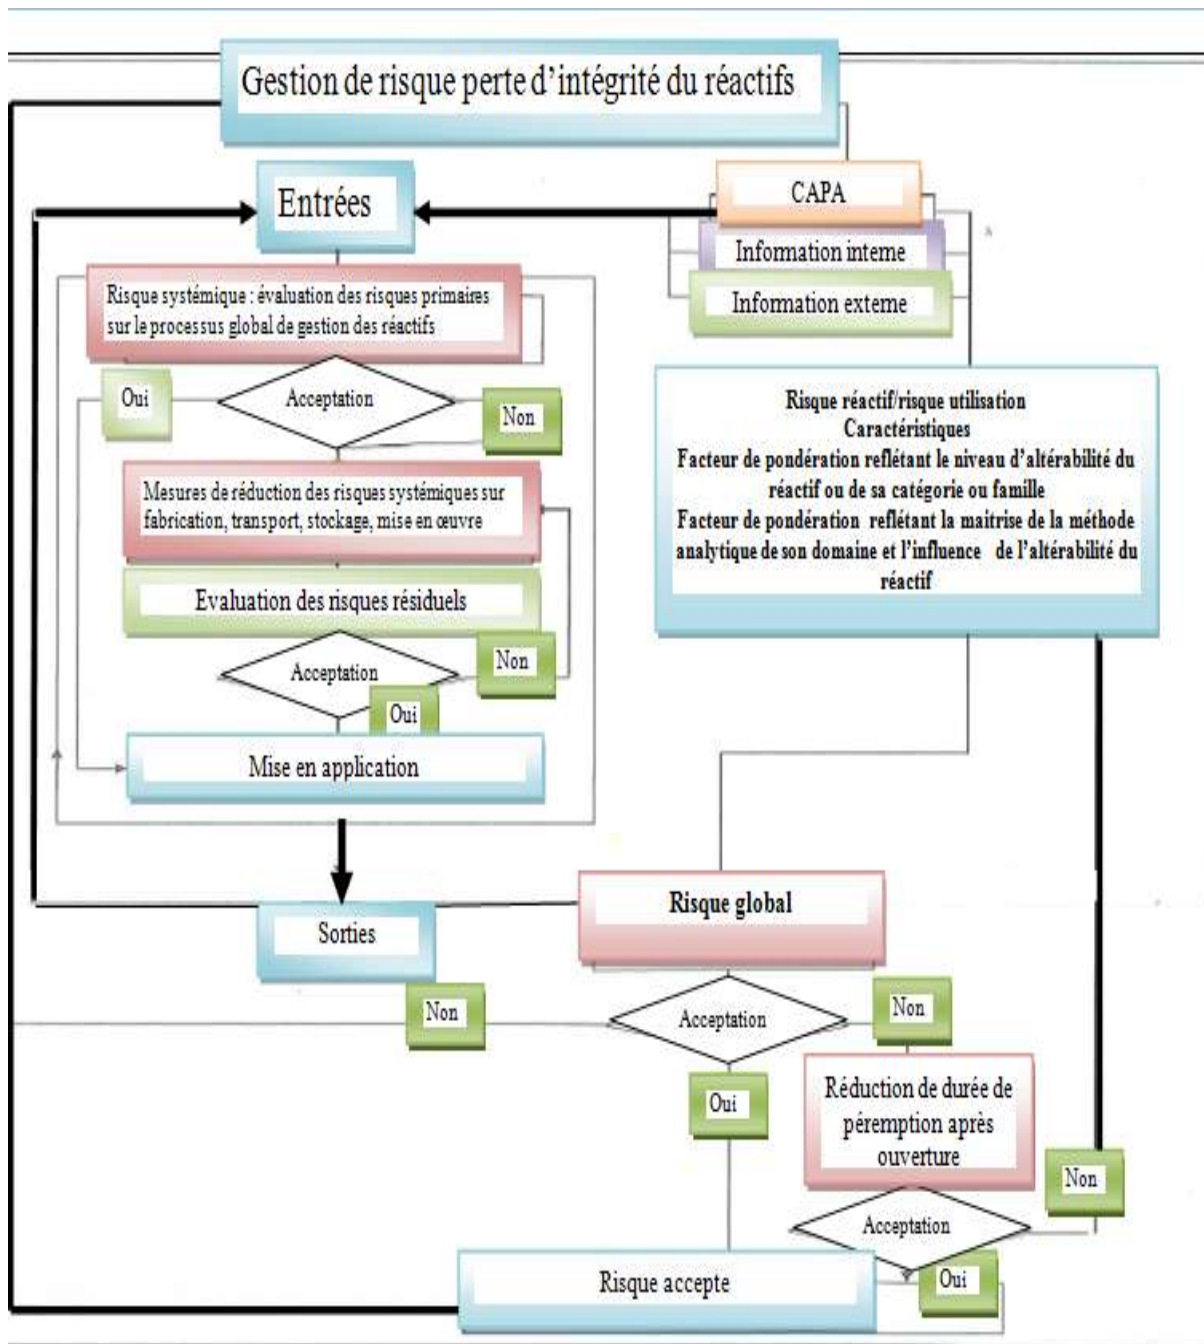 Gestion de risque perte d'intégrité du réactifs
Entrées
CAPA
Information interne
Information externe
Risque systémique : évaluation des risques primaires
sur le processus global de gestion des réactifs
Oui
Acceptation
Non
Mesures de réduction des risques systémiques sur
fabrication, transport, stockage, mise en œuvre
Evaluation des risques résiduels
Acceptation
Non
Oui
Mise en application
Risque réactif/risque utilisation
Caractéristiques
Facteur de pondération reflétant le niveau d'altérabilité du
réactif ou de sa catégorie ou famille
Facteur de pondération reflétant la maitrise de la méthode
analytique de son domaine et l'influence de l'altérabilité du
réactif
Sorties
Risque global
Non
Acceptation
Non
Oui
Réduction de durée de
péremption après
ouverture
Non
Acceptation
Oui
Risque accepte